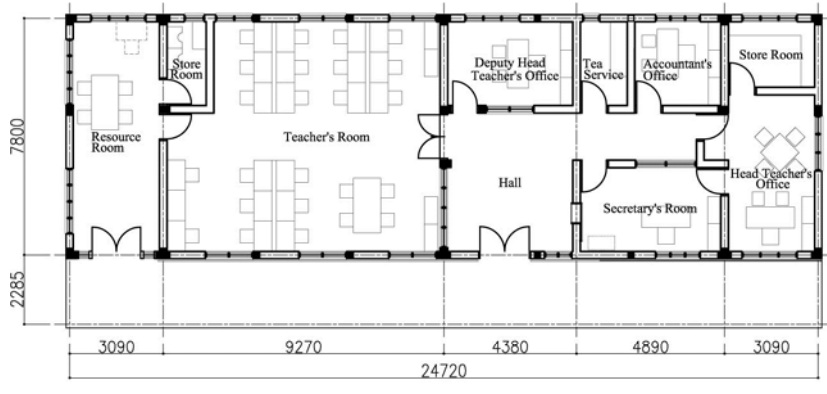 Store
Room
Deputy Head
Teacher's Office
Tea
Service
Accountant's
Office
Store Room
Resource
Room
Teacher's Room
Hall
Head Teacher's
Office
Secretary's Room
7800
2285
3090
9270
4380
4890
3090
24720